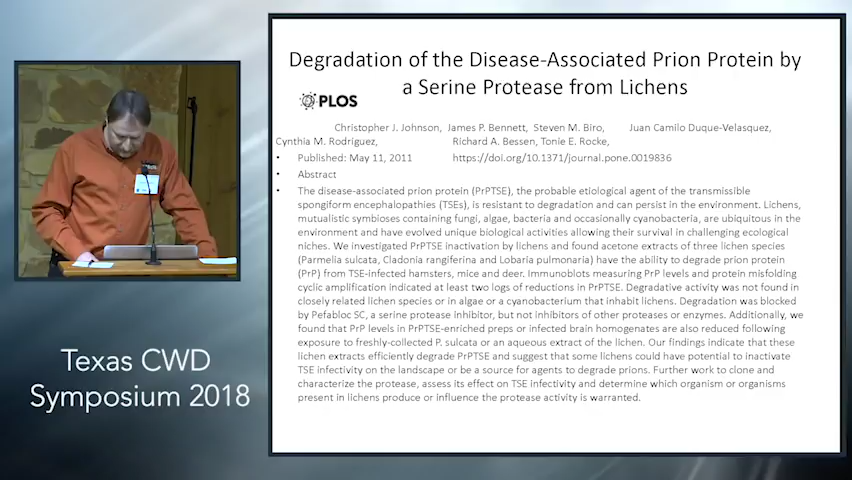 Degradation of the Disease-Associated Prion Protein by
a Serine Protease from Lichens
PLOS
Christopher J. Johnson, James P. Bennett, Steven M. Biro, Juan Camilo Duque-Velasquez,
Cynthia M. Rodriguez, Richard A. Bessen, Tonie E. Rocke,
• Published: May 11, 2011 https://doi.org/10.1371/journal.pone.0019836
• Abstract
• The disease-associated prion protein (PrPTSE), the probable etiological agent of the transmissible
spongiform encephalopathies (TSEs), is resistant to degradation and can persist in the environment. Lichens,
mutualistic symbioses containing fungi, algae, bacteria and occasionally cyanobacteria, are ubiquitous in the
environment and have evolved unique biological activities allowing their survival in challenging ecological
niches. We investigated PrPTSE inactivation by lichens and found acetone extracts of three lichen species
(Parmelia sulcata, Cladonia rangiferina and Lobaria pulmonaria) have the ability to degrade prion protein
(PrP) from TSE-infected hamsters, mice and deer. Immunoblots measuring PrP levels and protein misfolding
cyclic amplification indicated at least two logs of reductions in PrPTSE. Degradative activity was not found in
closely related lichen species or in algae or a cyanobacterium that inhabit lichens. Degradation was blocked
by Pefabloc SC, a serine protease inhibitor, but not inhibitors of other proteases or enzymes. Additionally, we
found that PrP levels in PrPTSE-enriched preps or infected brain homogenates are also reduced following
exposure to freshly-collected P. sulcata or an aqueous extract of the lichen. Our findings indicate that these
lichen extracts efficiently degrade PrPTSE and suggest that some lichens could have potential to inactivate
TSE infectivity on the landscape or be a source for agents to degrade prions. Further work to clone and
characterize the protease, assess its effect on TSE infectivity and determine which organism or organisms
present in lichens produce or influence the protease activity is warranted.
Texas CWD
Symposium 2018